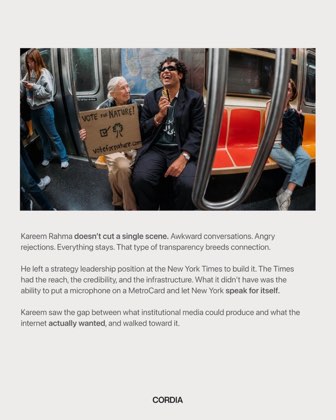 VOTE FOR NATURE!
votefornature.com
Kareem Rahma doesn't cut a single scene. Awkward conversations. Angry
rejections. Everything stays. That type of transparency breeds connection.
He left a strategy leadership position at the New York Times to build it. The Times
had the reach, the credibility, and the infrastructure. What it didn't have was the
ability to put a microphone on a MetroCard and let New York speak for itself.
Kareem saw the gap between what institutional media could produce and what the
internet actually wanted, and walked toward it.
CORDIA